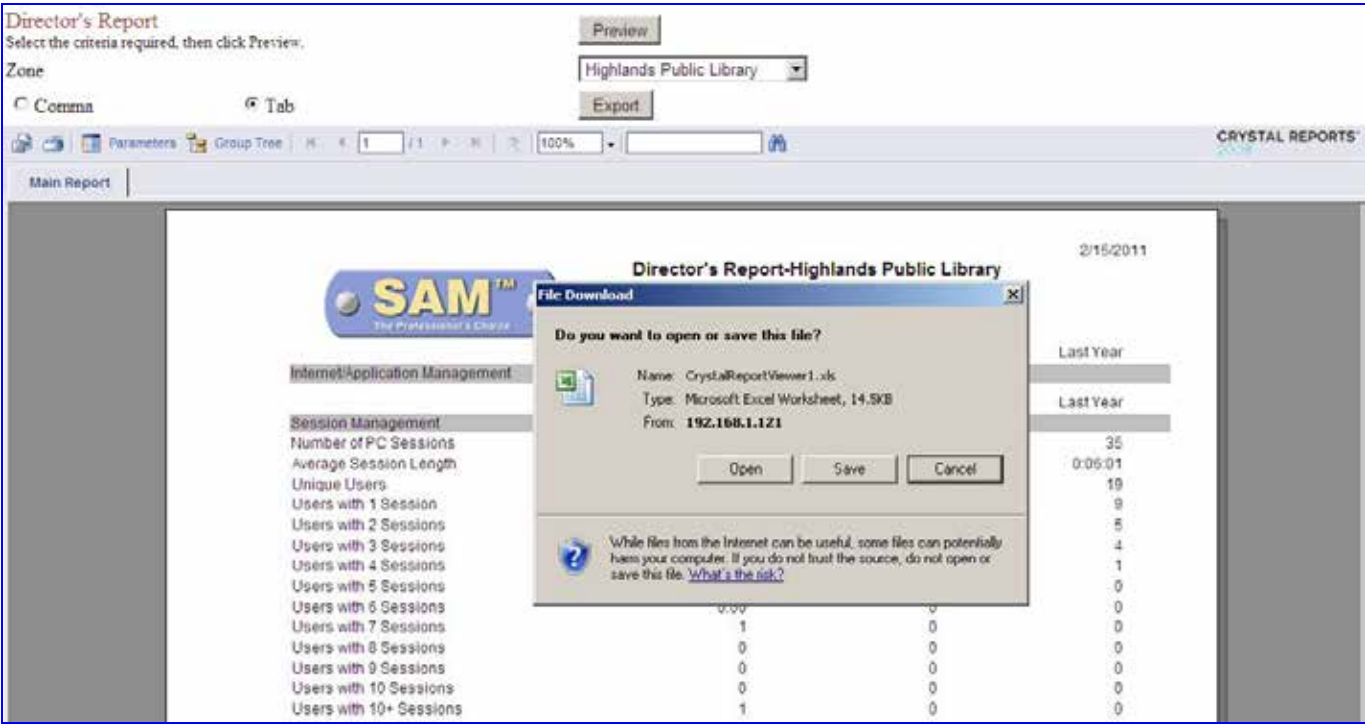 Director's Report
Select the criteria required, then click Preview.
Preview
Zone
Highlands Public Library
Comma Tab
Export
Parameters Group Tree 1 /1 100%
CRYSTAL REPORTS
Main Report
2/15/2011
Director's Report-Highlands Public Library
SAM™
The Professional's Choice
File Download
Do you want to open or save this file?
Name: CrystalReportViewer1.xls
Type: Microsoft Excel Worksheet, 14.5KB
From: 192.168.1.121
Open Save Cancel
While files from the Internet can be useful, some files can potentially
harm your computer. If you do not trust the source, do not open or
save this file. What's the risk?
Last Year
Internet/Application Management
Last Year
Session Management
Number of PC Sessions 35
Average Session Length 0:06:01
Unique Users 19
Users with 1 Session 9
Users with 2 Sessions 5
Users with 3 Sessions 4
Users with 4 Sessions 1
Users with 5 Sessions 0
Users with 6 Sessions 0:00 0 0
Users with 7 Sessions 1 0 0
Users with 8 Sessions 0 0 0
Users with 9 Sessions 0 0 0
Users with 10 Sessions 0 0 0
Users with 10+ Sessions 1 0 0